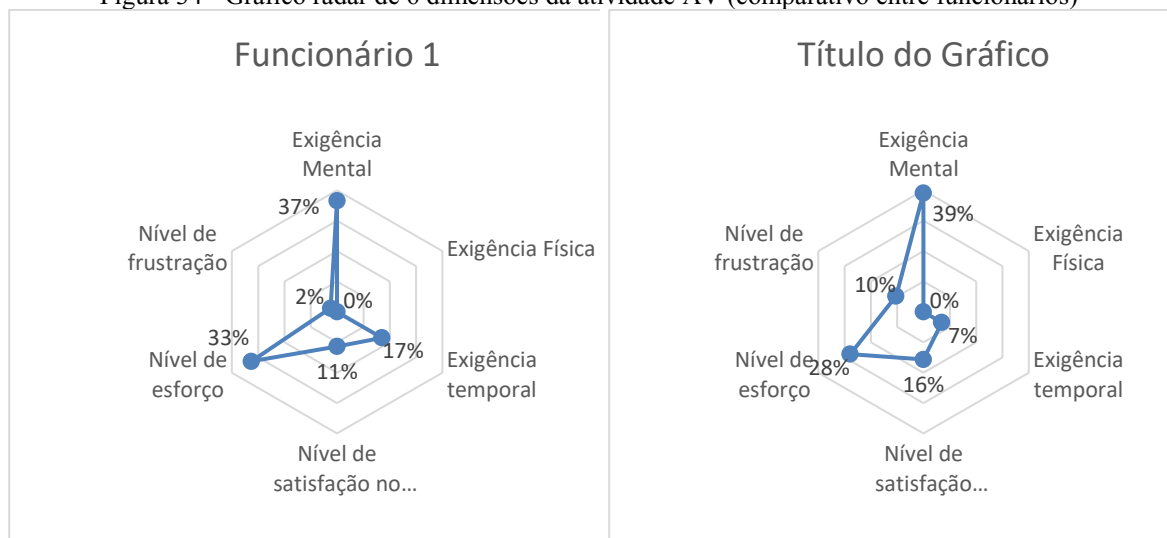 Funcionário 1
Exigência
Mental
37%
Nível de
frustração
Exigência Física
2%
0%
33%
17%
Nível de
esforço
11%
Exigência
temporal
Nível de
satisfação no...
Título do Gráfico
Exigência
Mental
39%
Nível de
frustração
Exigência
Física
10%
0%
7%
Nível de
esforço
28%
16%
Exigência
temporal
Nível de
satisfação...